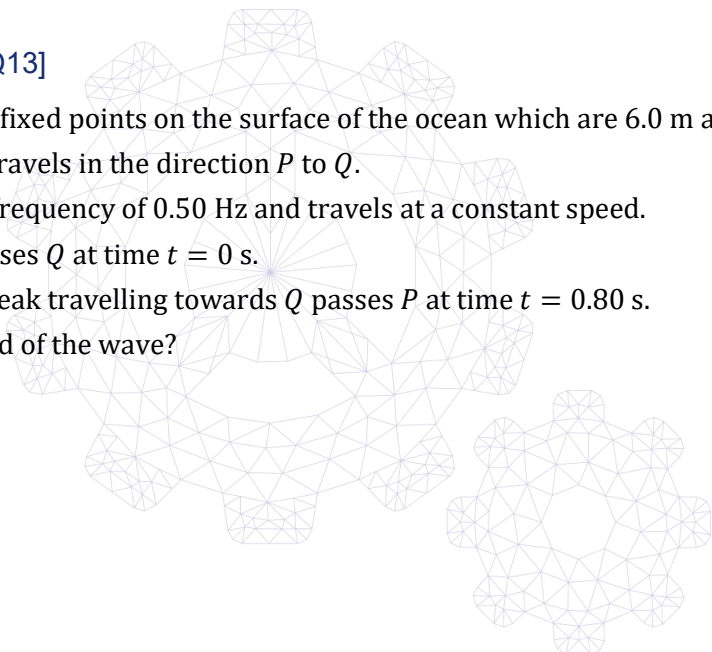 Q13]
fixed points on the surface of the ocean which are 6.0 m a
ravels in the direction P to Q.
requency of 0.50 Hz and travels at a constant speed.
ses Q at time t = 0 s.
eak travelling towards Q passes P at time t = 0.80 s.
d of the wave?